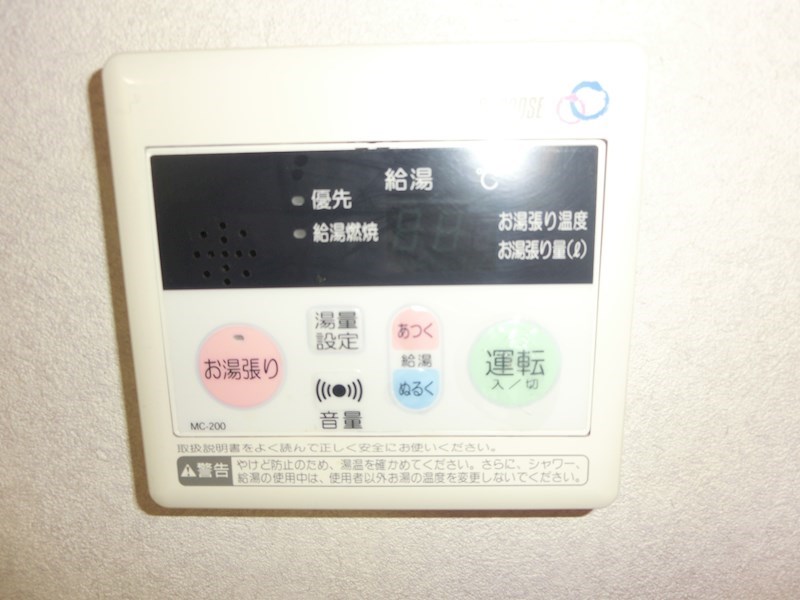 給湯 ℃
優先
給湯燃焼
お湯張り温度
お湯張り量(ℓ)
お湯張り
湯量
設定
音量
あつく
給湯
ぬるく
運転
入/切
MC-200
取扱説明書をよく読んで正しく安全にお使いください。
警告
やけど防止のため、湯温を確かめてください。さらに、シャワー、
給湯の使用中は、使用者以外お湯の温度を変更しないでください。